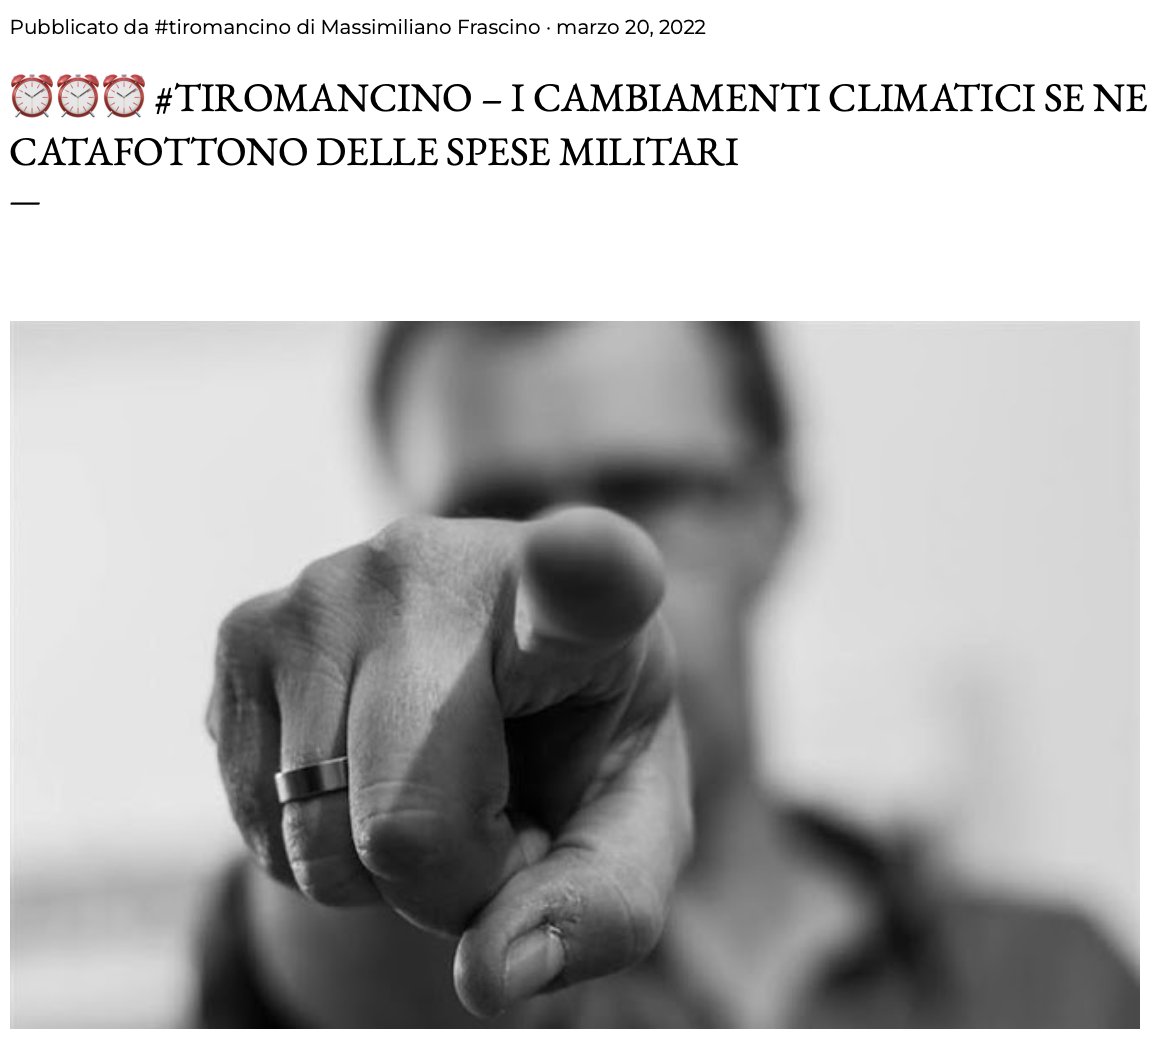 Pubblicato da #tiromancino di Massimiliano Frascino · marzo 20, 2022
⏰⏰⏰ #TIROMANCINO – I CAMBIAMENTI CLIMATICI SE NE
CATAFOTTONO DELLE SPESE MILITARI